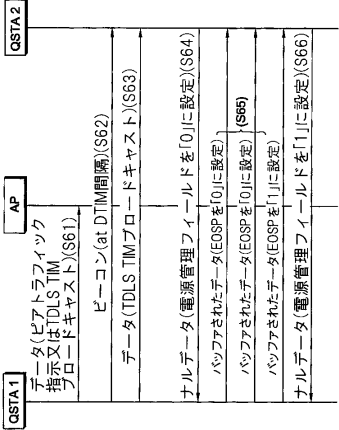 QSTA1
AP
QSTA2
データ(ピアトラフィック
指示又はTDLS TIM
ブロードキャスト)(S61)
ビーコン(at DTIM間隔)(S62)
データ(TDLS TIMブロードキャスト)(S63)
ナルデータ(電源管理フィールドを「0」に設定)(S64)
バッファされたデータ(EOSPを「0」に設定)
バッファされたデータ(EOSPを「0」に設定)
バッファされたデータ(EOSPを「1」に設定)
(S65)
ナルデータ(電源管理フィールドを「1」に設定)(S66)